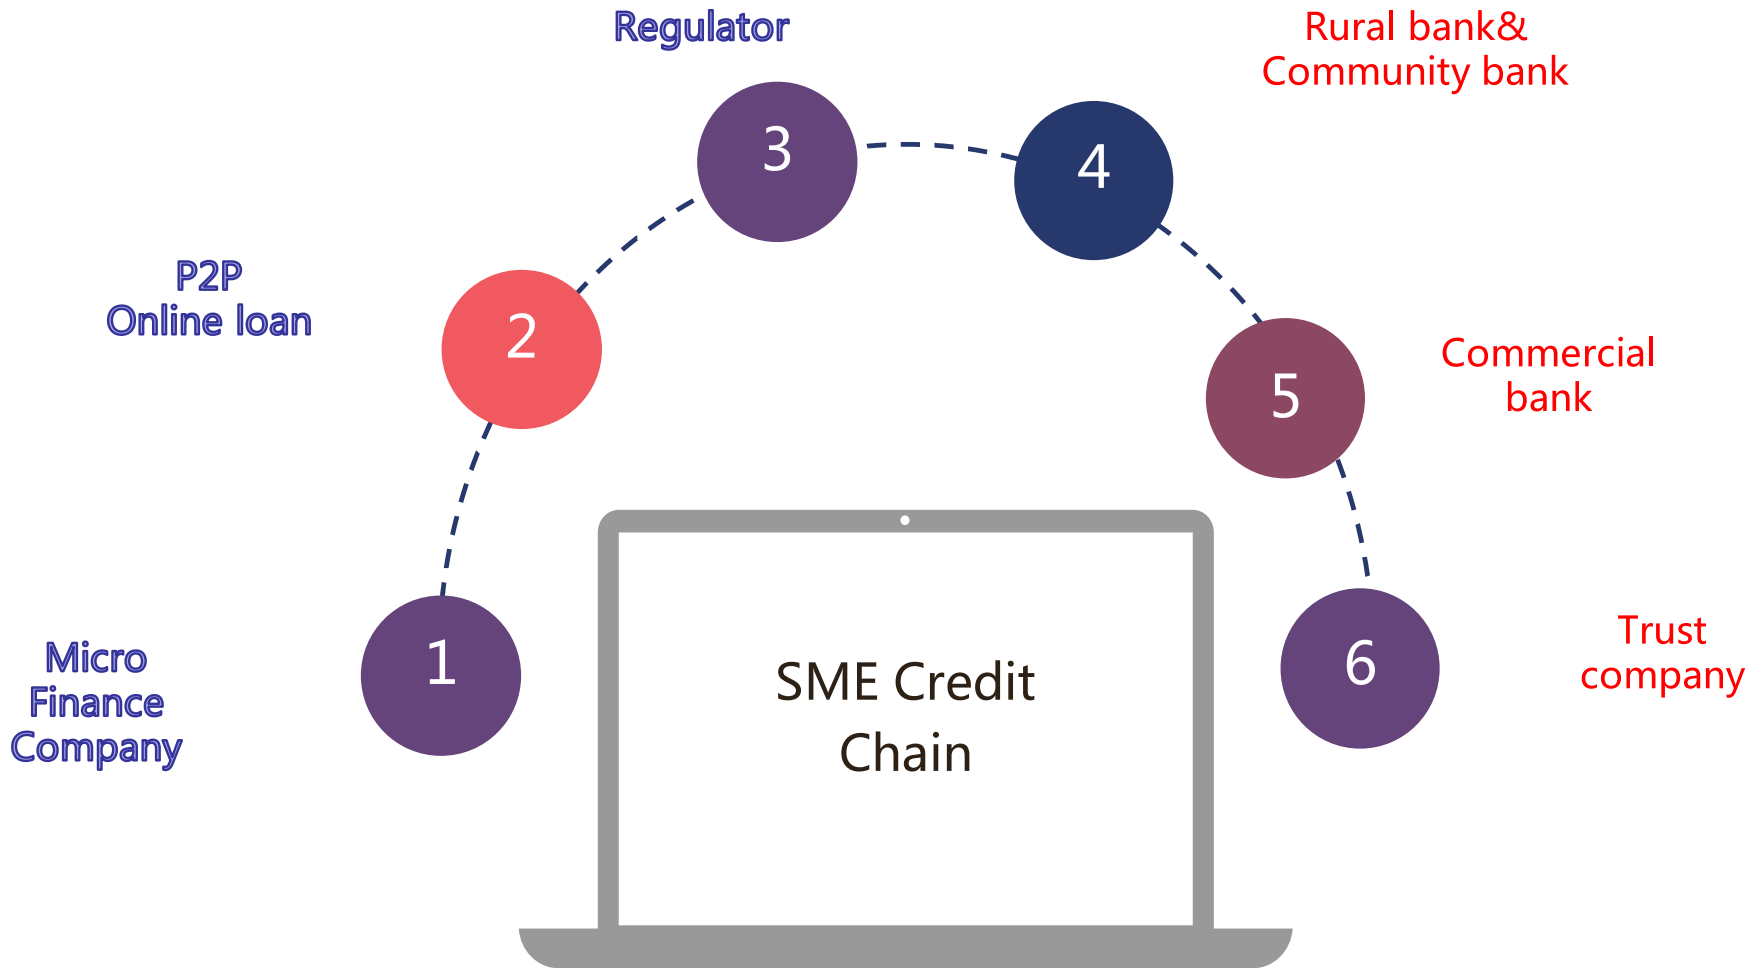 Regulator
Rural bank&
Community bank
3
4
P2P
Online loan
2
Commercial
bank
5
Micro
Finance
Company
1
SME Credit
Chain
6
Trust
company